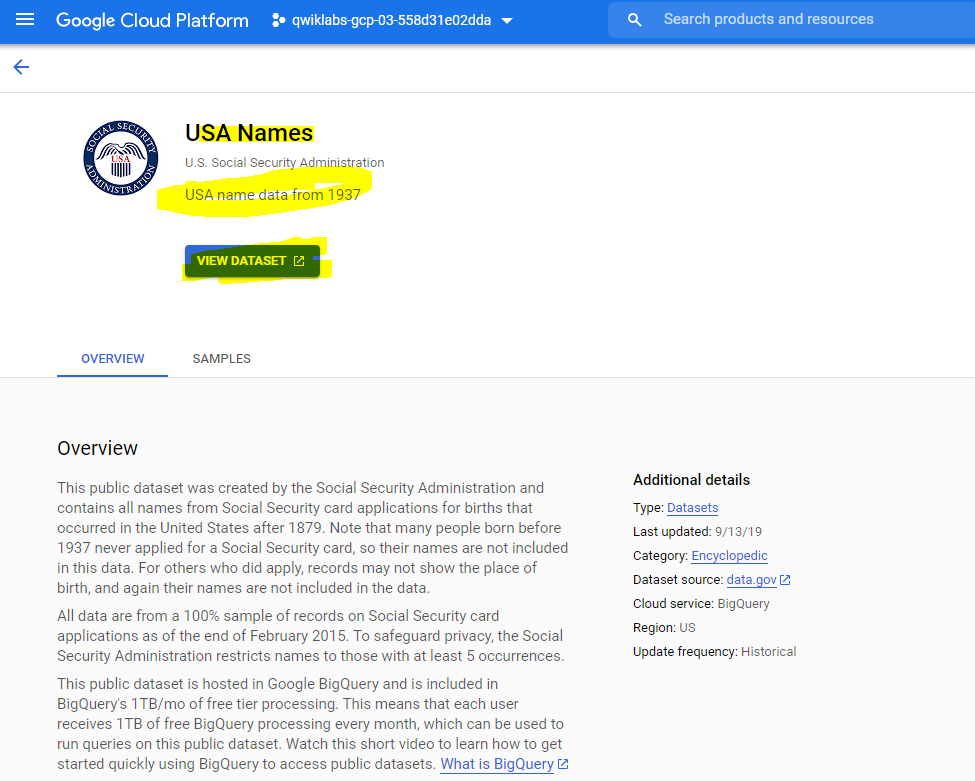 Google Cloud Platform qwiklabs-gcp-03-558d31e02dda Search products and resources
SOCIAL SECURITY ADMINISTRATION
USA
USA Names
U.S. Social Security Administration
USA name data from 1937
VIEW DATASET
OVERVIEW SAMPLES
Overview
This public dataset was created by the Social Security Administration and
contains all names from Social Security card applications for births that
occurred in the United States after 1879. Note that many people born before
1937 never applied for a Social Security card, so their names are not included
in this data. For others who did apply, records may not show the place of
birth, and again their names are not included in the data.
All data are from a 100% sample of records on Social Security card
applications as of the end of February 2015. To safeguard privacy, the Social
Security Administration restricts names to those with at least 5 occurrences.
This public dataset is hosted in Google BigQuery and is included in
BigQuery's 1TB/mo of free tier processing. This means that each user
receives 1TB of free BigQuery processing every month, which can be used to
run queries on this public dataset. Watch this short video to learn how to get
started quickly using BigQuery to access public datasets. What is BigQuery
Additional details
Type: Datasets
Last updated: 9/13/19
Category: Encyclopedic
Dataset source: data.gov
Cloud service: BigQuery
Region: US
Update frequency: Historical